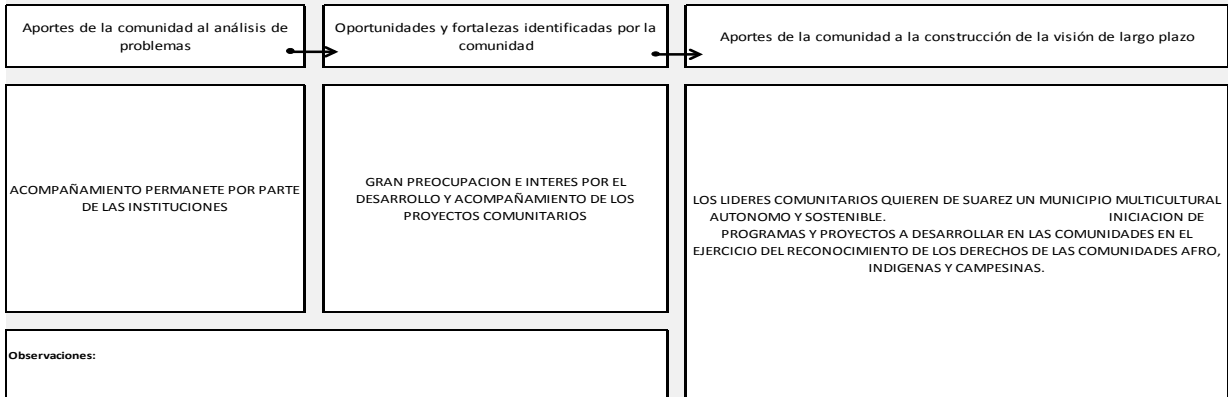 Aportes de la comunidad al análisis de
problemas
Oportunidades y fortalezas identificadas por la
comunidad
Aportes de la comunidad a la construcción de la visión de largo plazo
ACOMPAÑAMIENTO PERMANETE POR PARTE
DE LAS INSTITUCIONES
GRAN PREOCUPACION E INTERES POR EL
DESARROLLO Y ACOMPAÑAMIENTO DE LOS
PROYECTOS COMUNITARIOS
LOS LIDERES COMUNITARIOS QUIEREN DE SUAREZ UN MUNICIPIO MULTICULTURAL
AUTONOMO Y SOSTENIBLE. INICIACION DE
PROGRAMAS Y PROYECTOS A DESARROLLAR EN LAS COMUNIDADES EN EL
EJERCICIO DEL RECONOCIMIENTO DE LOS DERECHOS DE LAS COMUNIDADES AFRO,
INDIGENAS Y CAMPESINAS.
Observaciones: